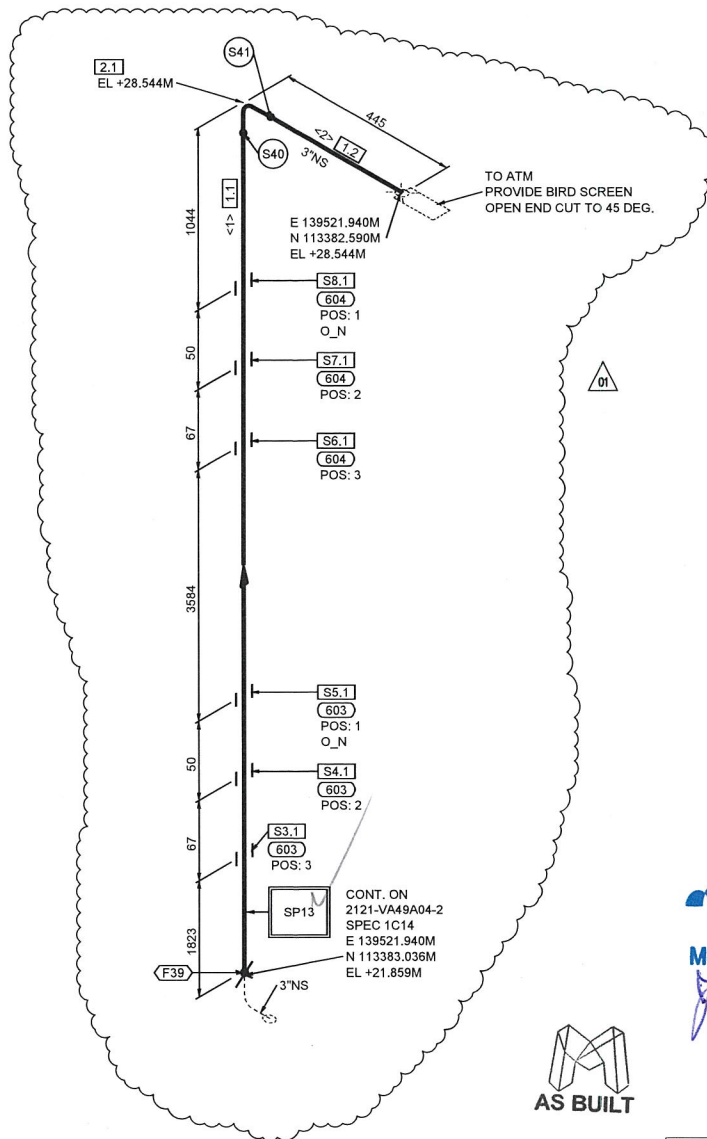 S41
2.1
EL +28.544M
445
S40
<2> 1.2
3"NS
TO ATM
PROVIDE BIRD SCREEN
OPEN END CUT TO 45 DEG.
1044
<1> 1.1
E 139521.940M
N 113382.590M
EL +28.544M
S8.1
604
POS: 1
O_N
50
S7.1
604
POS: 2
01
67
S6.1
604
POS: 3
3584
S5.1
603
POS: 1
O_N
50
S4.1
603
POS: 2
67
S3.1
603
POS: 3
SP13
CONT. ON
2121-VA49A04-2
SPEC 1C14
E 139521.940M
N 113383.036M
EL +21.859M
1823
F39
3"NS
M
AS BUILT